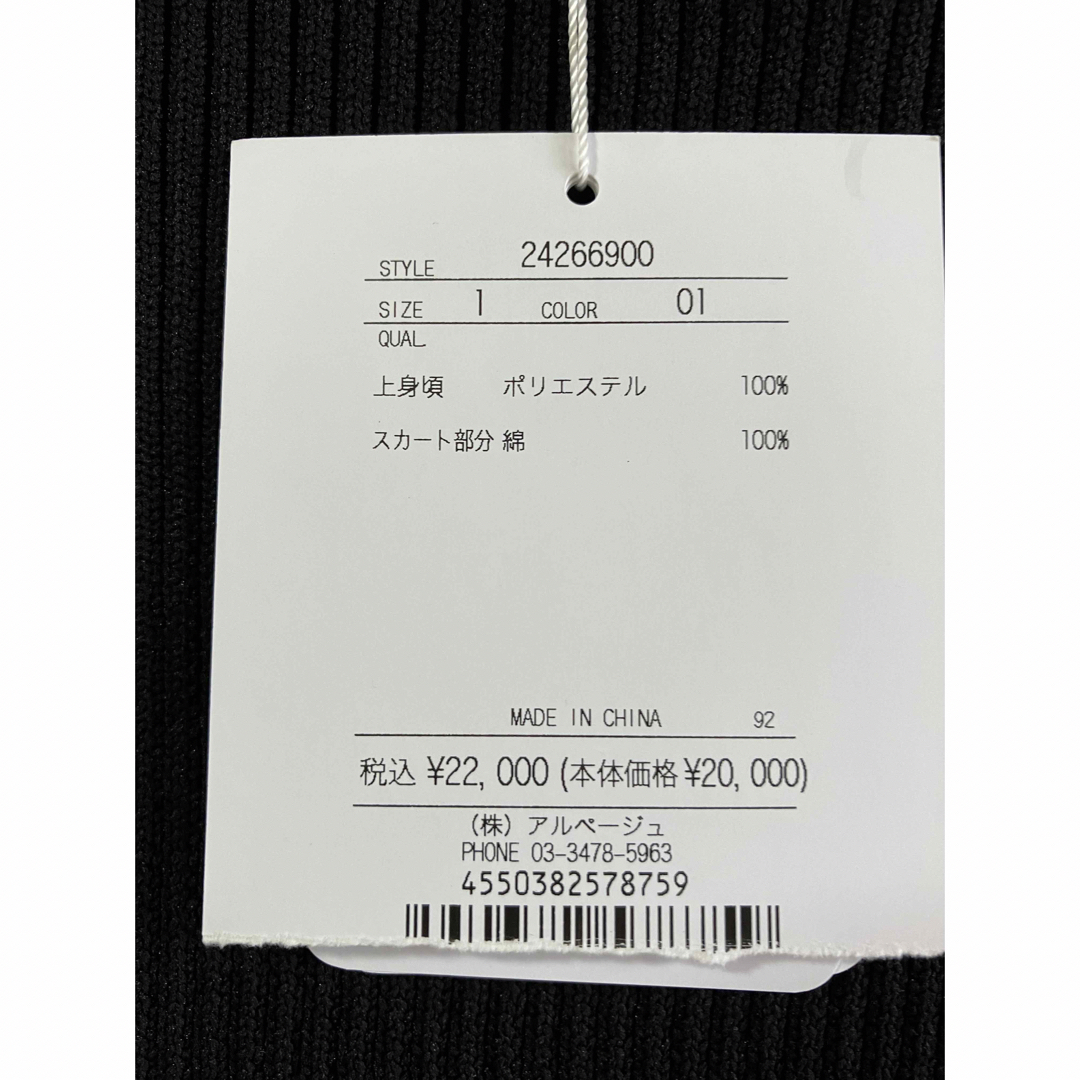 STYLE 24266900
SIZE 1 COLOR 01
QUAL
上身頃 ポリエステル 100%
スカート部分 綿 100%
MADE IN CHINA 92
税込 ¥22,000 (本体価格 ¥20,000)
(株) アルページュ
PHONE 03-3478-5963
4550382578759